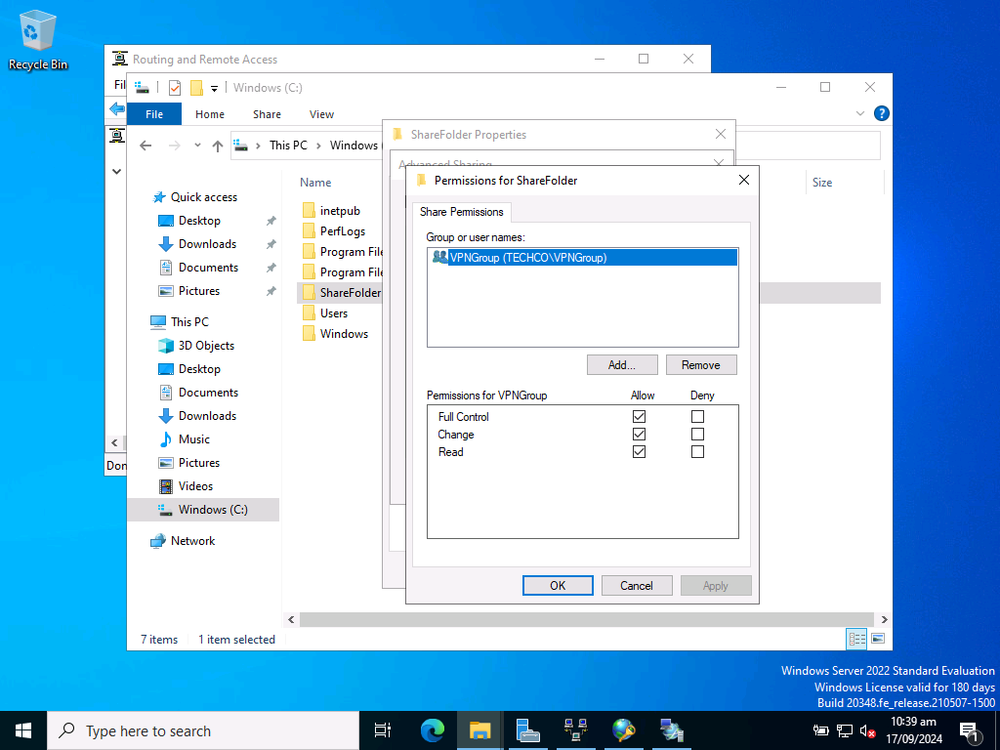 Recycle Bin
Routing and Remote Access
Fil
Windows (C:)
File
Home
Share
View
This PC
Windows (
ShareFolder Properties
Advanced Sharing
Permissions for ShareFolder
Share Permissions
Group or user names:
VPNGroup (TECHCO\VPNGroup)
Add...
Remove
Permissions for VPNGroup
Allow
Deny
Full Control
Change
Read
OK
Cancel
Apply
Name
Size
inetpub
PerfLogs
Program File
Program File
ShareFolder
Users
Windows
Quick access
Desktop
Downloads
Documents
Pictures
This PC
3D Objects
Desktop
Documents
Downloads
Music
Pictures
Videos
Windows (C:)
Network
Don
7 items
1 item selected
Windows Server 2022 Standard Evaluation
Windows License valid for 180 days
Build 20348.fe_release.210507-1500
Type here to search
10:39 am
17/09/2024
1